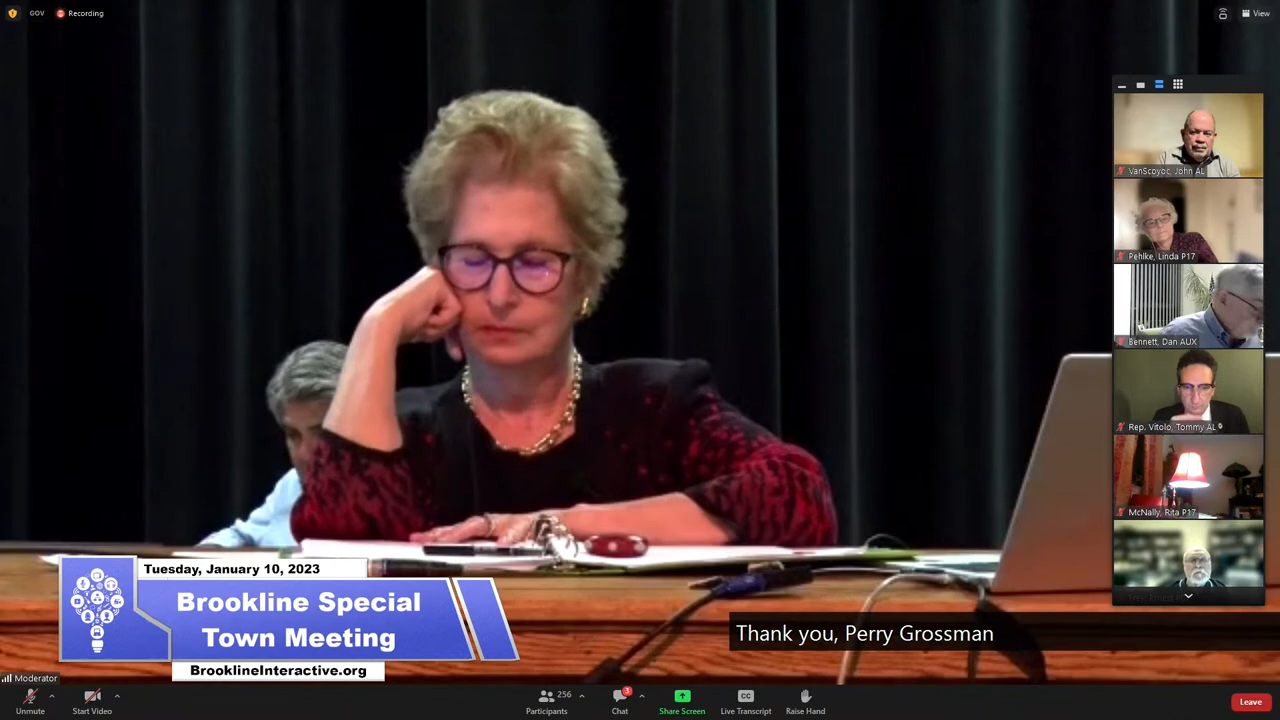 GOV
Recording
View
VanScoyoc, John AL
Pehlke, Linda P17
Bennett, Dan AUX
Rep. Vitolo, Tommy AL
McNally, Rita P17
Tuesday, January 10, 2023
Brookline Special
Town Meeting
BrooklineInteractive.org
Thank you, Perry Grossman
Moderator
Unmute
Start Video
256
Participants
3
Chat
Share Screen
CC
Live Transcript
Raise Hand
Leave